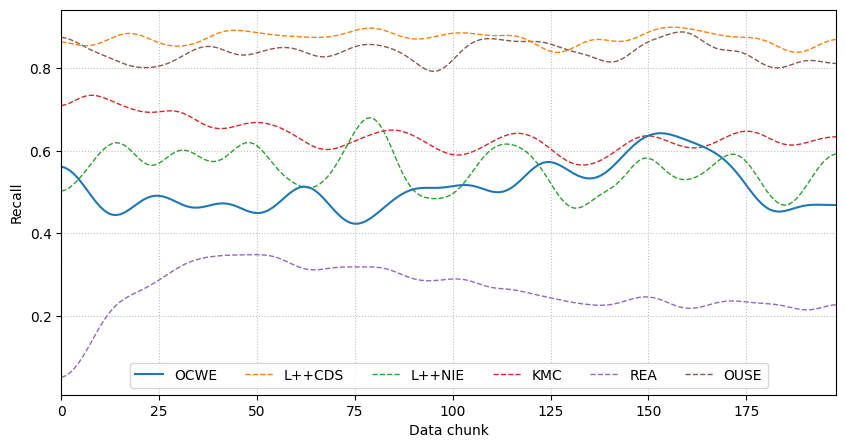 Recall
0.8
0.6
0.4
0.2
OCWE L++CDS L++NIE KMC REA OUSE
0 25 50 75 100 125 150 175
Data chunk